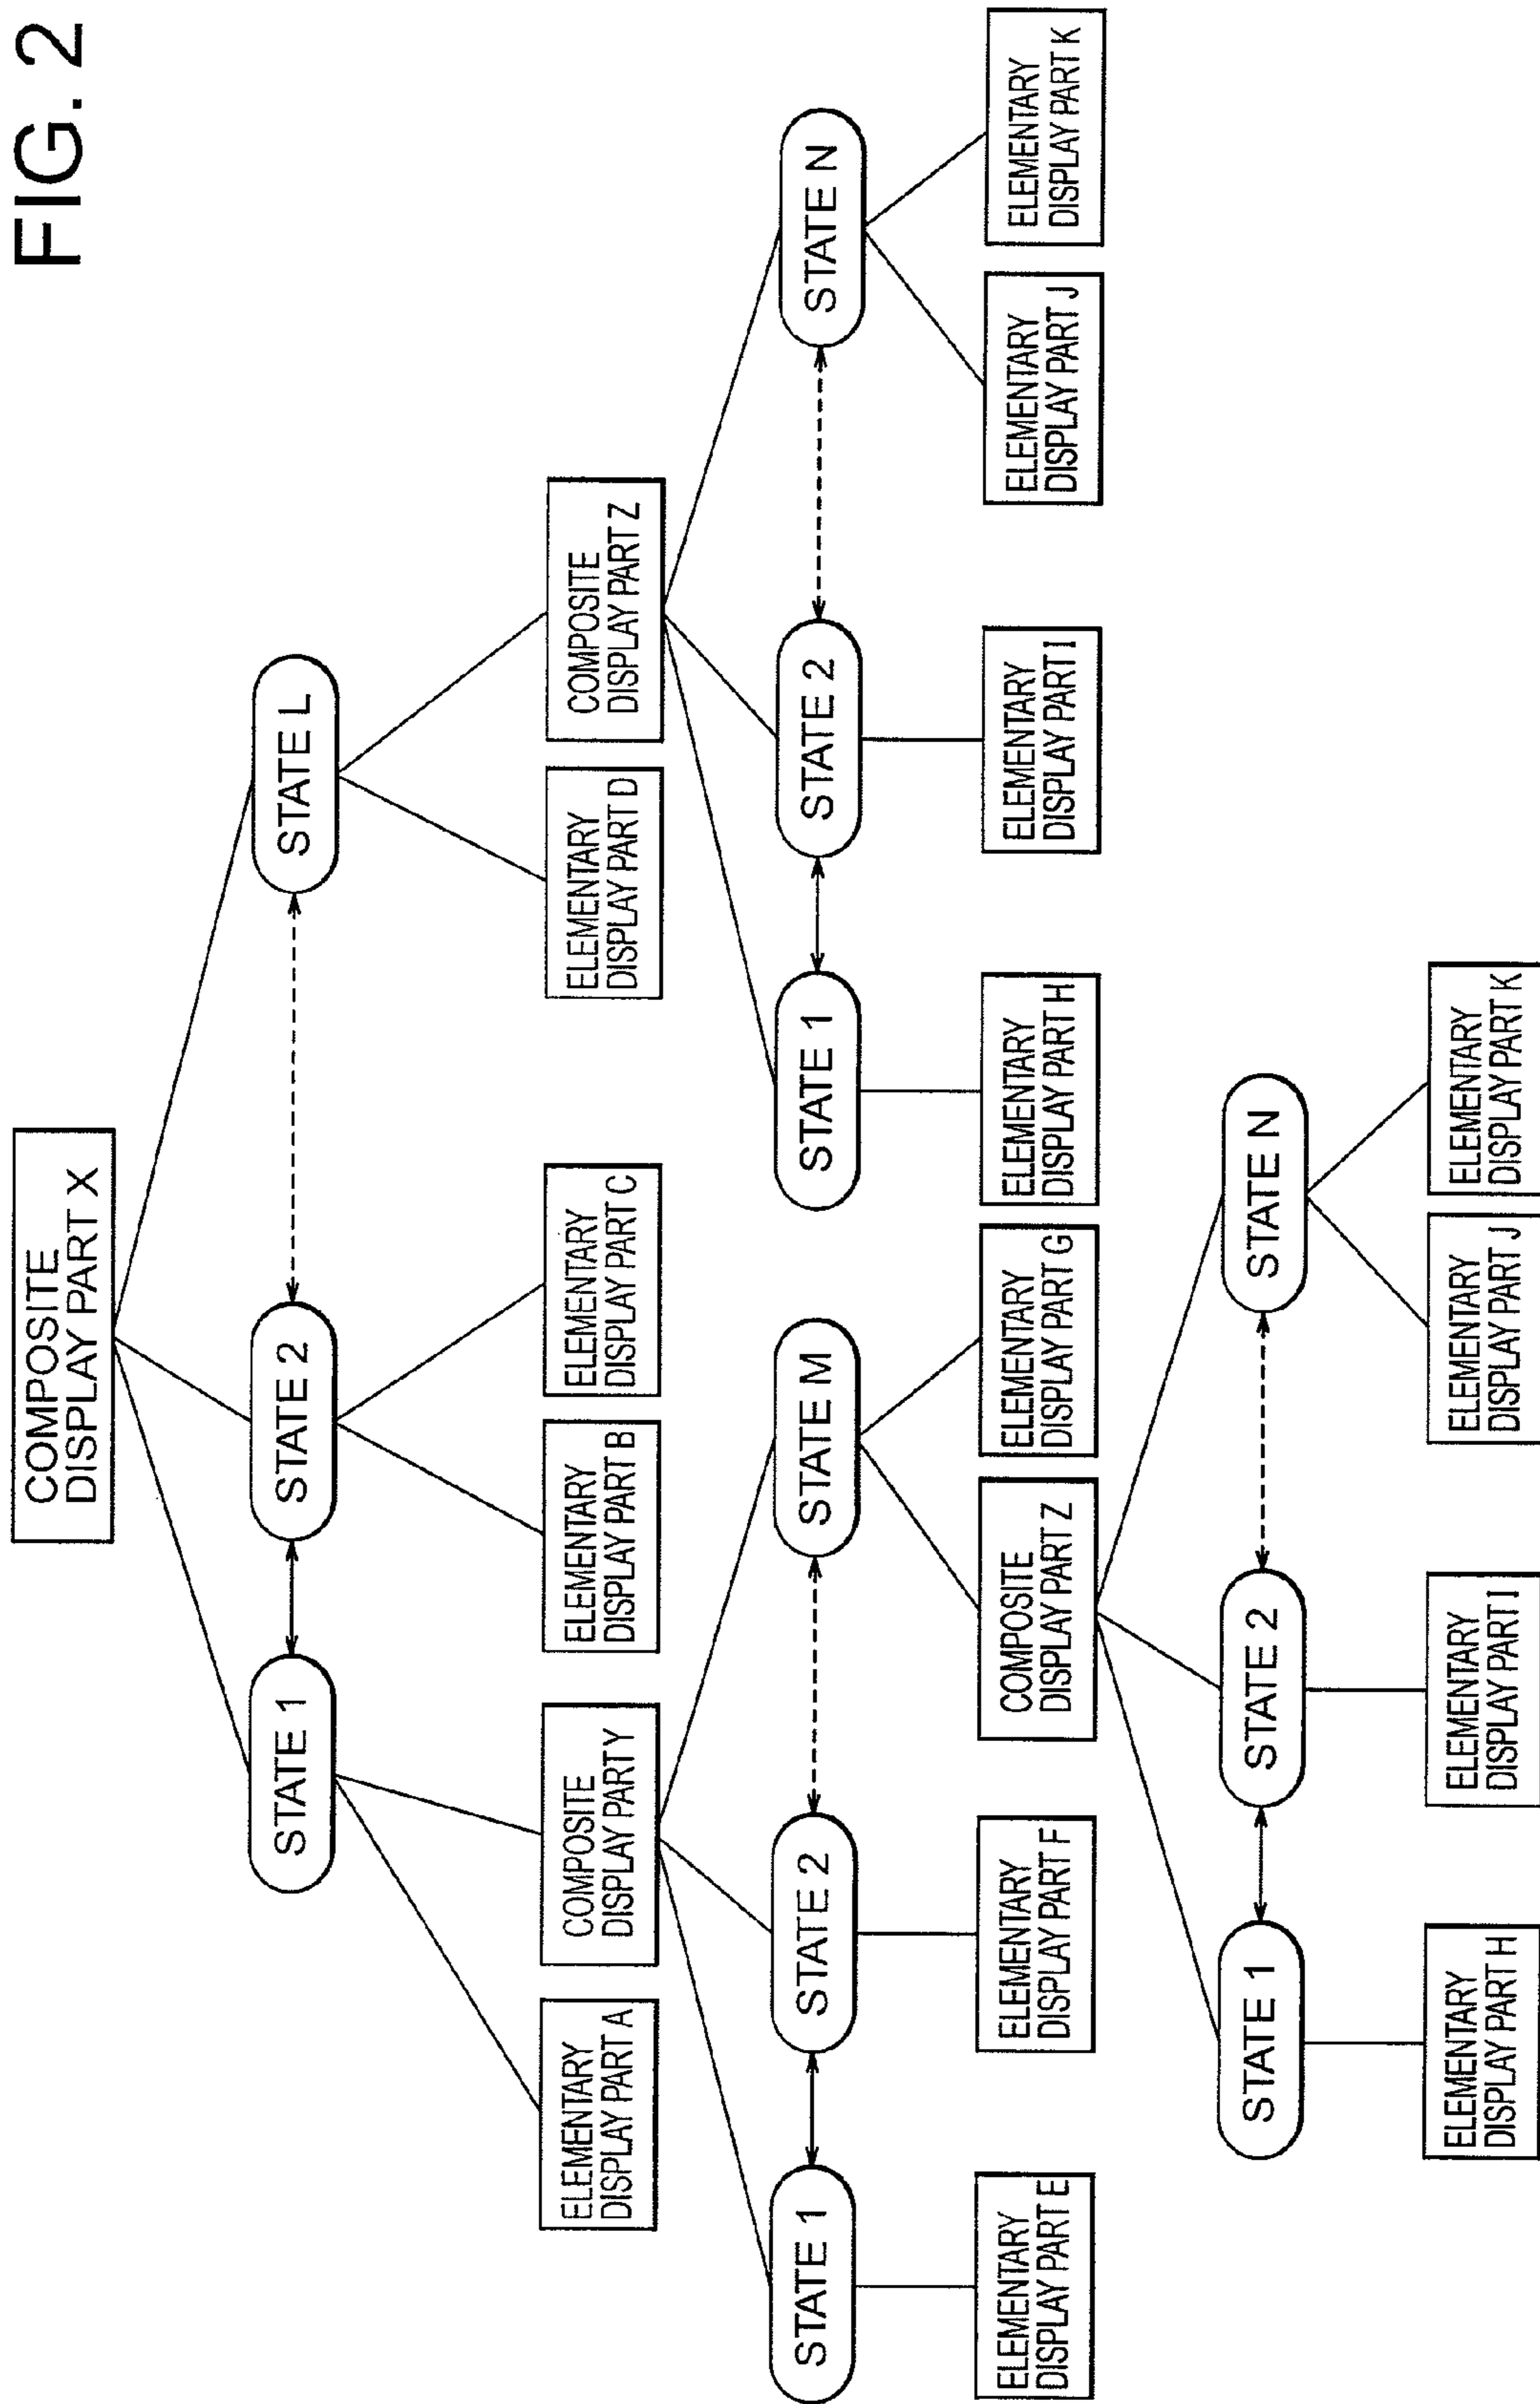 FIG. 2
COMPOSITE
DISPLAY PART X
STATE 1
STATE 2
STATE L
ELEMENTARY
DISPLAY PART A
COMPOSITE
DISPLAY PART Y
ELEMENTARY
DISPLAY PART B
ELEMENTARY
DISPLAY PART C
ELEMENTARY
DISPLAY PART D
COMPOSITE
DISPLAY PART Z
STATE 1
STATE 2
STATE M
STATE 1
STATE 2
STATE N
ELEMENTARY
DISPLAY PART E
ELEMENTARY
DISPLAY PART F
COMPOSITE
DISPLAY PART Z
ELEMENTARY
DISPLAY PART G
ELEMENTARY
DISPLAY PART H
ELEMENTARY
DISPLAY PART I
ELEMENTARY
DISPLAY PART J
ELEMENTARY
DISPLAY PART K
STATE 1
STATE 2
STATE N
ELEMENTARY
DISPLAY PART H
ELEMENTARY
DISPLAY PART I
ELEMENTARY
DISPLAY PART J
ELEMENTARY
DISPLAY PART K